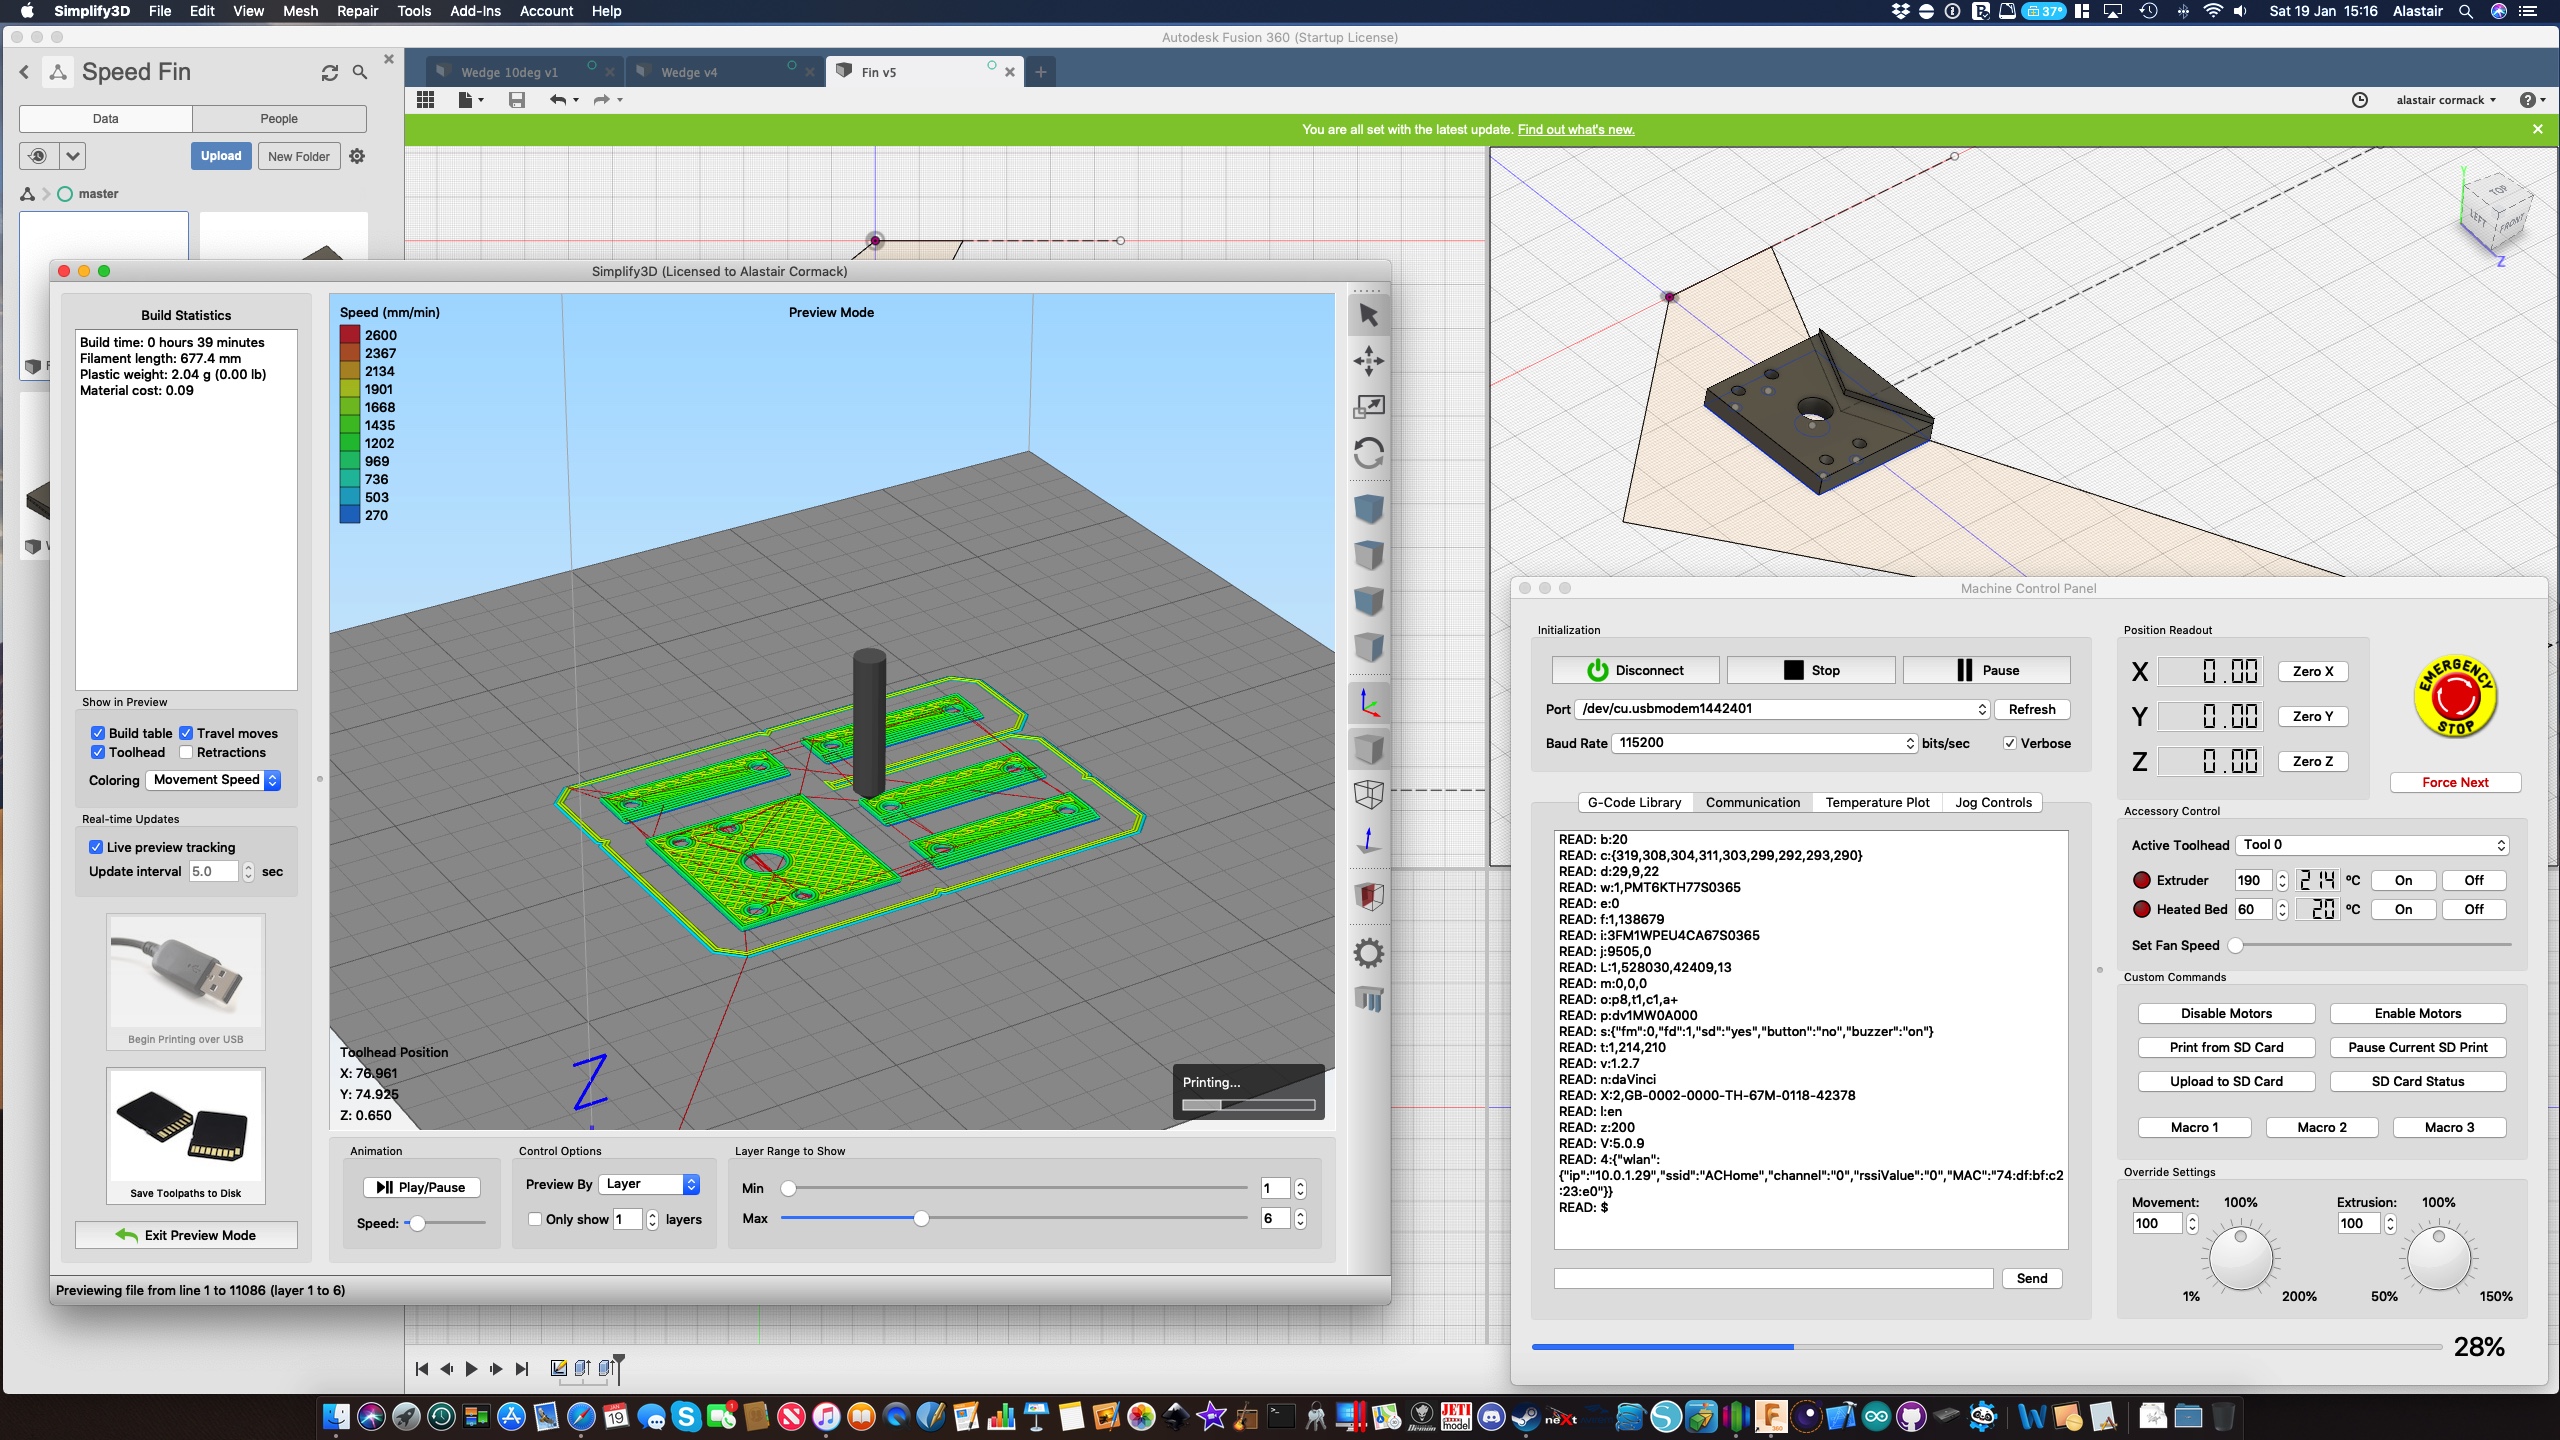 Simplify3D File Edit View Mesh Repair Tools Add-Ins Account Help
37°
Sat 19 Jan 15:16 Alastair
Autodesk Fusion 360 (Startup License)
Speed Fin
Wedge 10deg v1
Wedge v4
Fin v5
Data
People
alastair cormack
You are all set with the latest update. Find out what's new.
Upload
New Folder
master
TOP
LEFT
FRONT
Y
Z
Simplify3D (Licensed to Alastair Cormack)
Build Statistics
Build time: 0 hours 39 minutes
Filament length: 677.4 mm
Plastic weight: 2.04 g (0.00 lb)
Material cost: 0.09
Show in Preview
Build table
Travel moves
Toolhead
Retractions
Coloring
Movement Speed
Real-time Updates
Live preview tracking
Update interval
5.0
sec
Begin Printing over USB
Save Toolpaths to Disk
Exit Preview Mode
Speed (mm/min)
2600
2367
2134
1901
1668
1435
1202
969
736
503
270
Preview Mode
Toolhead Position
X: 76.961
Y: 74.925
Z: 0.650
Z
Printing...
Animation
Play/Pause
Speed:
Control Options
Preview By
Layer
Only show
1
layers
Layer Range to Show
Min
1
Max
6
Previewing file from line 1 to 11086 (layer 1 to 6)
Machine Control Panel
Initialization
Disconnect
Stop
Pause
Port
/dev/cu.usbmodem1442401
Refresh
Baud Rate
115200
bits/sec
Verbose
G-Code Library
Communication
Temperature Plot
Jog Controls
READ: b:20
READ: c:{319,308,304,311,303,299,292,293,290}
READ: d:29,9,22
READ: w:1,PMT6KTH77S0365
READ: e:0
READ: f:1,138679
READ: i:3FM1WPEU4CA67S0365
READ: j:9505,0
READ: L:1,528030,42409,13
READ: m:0,0,0
READ: o:p8,t1,c1,a+
READ: p:dv1MW0A000
READ: s:{"fm":0,"fd":1,"sd":"yes","button":"no","buzzer":"on"}
READ: t:1,214,210
READ: v:1.2.7
READ: n:daVinci
READ: X:2,GB-0002-0000-TH-67M-0118-42378
READ: l:en
READ: z:200
READ: V:5.0.9
READ: 4:{"wlan":
{"ip":"10.0.1.29","ssid":"ACHome","channel":"0","rssiValue":"0","MAC":"74:df:bf:c2
:23:e0"}}
READ: $
Send
Position Readout
X
0.00
Zero X
Y
0.00
Zero Y
Z
0.00
Zero Z
EMERGENCY
STOP
Force Next
Accessory Control
Active Toolhead
Tool 0
Extruder
190
214
°C
On
Off
Heated Bed
60
20
°C
On
Off
Set Fan Speed
Custom Commands
Disable Motors
Enable Motors
Print from SD Card
Pause Current SD Print
Upload to SD Card
SD Card Status
Macro 1
Macro 2
Macro 3
Override Settings
Movement:
100%
100
1%
200%
Extrusion:
100%
100
50%
150%
28%
JAN
19
1
JETI
model
neXt